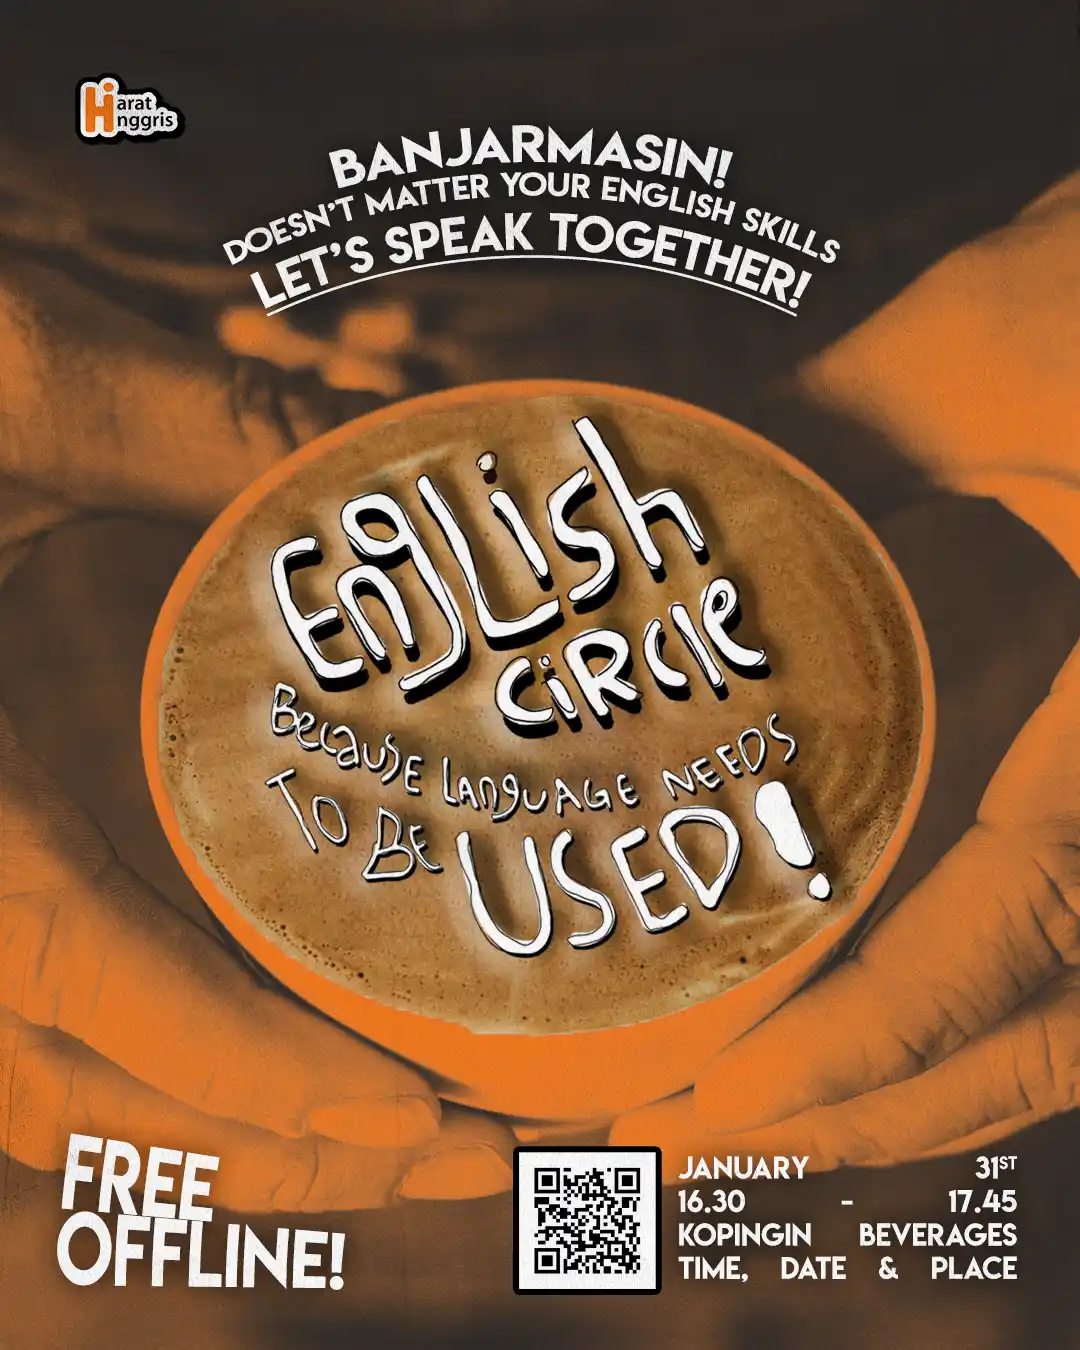 Harat
Inggris
BANJARMASIN!
DOESN'T MATTER YOUR ENGLISH SKILLS
LET'S SPEAK TOGETHER!
EngLish
ciRcle
Because Language NEEDS
To BE USED!
FREE
OFFLINE!
JANUARY 31ST
16.30 - 17.45
KOPINGIN BEVERAGES
TIME, DATE & PLACE